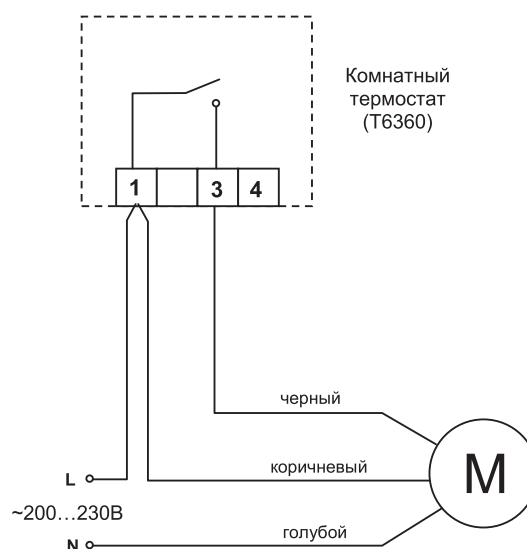 Комнатный
термостат
(T6360)
1 3 4
черный
коричневый
L
~200...230В
голубой
N
M